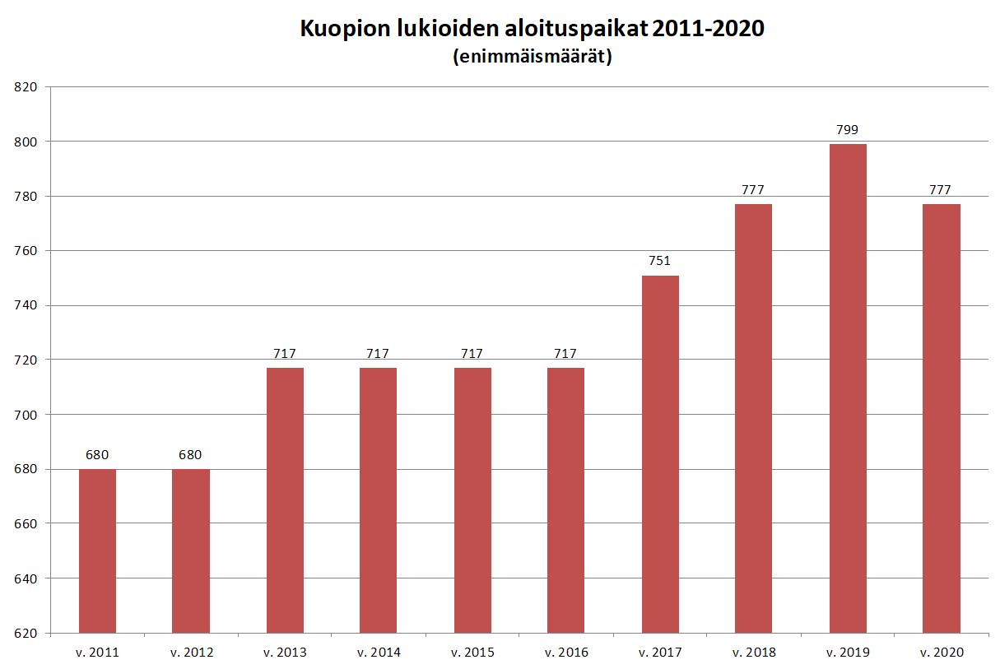 Kuopion lukioiden aloituspaikat 2011-2020
(enimmäismäärät)
820
800
780
760
740
720
700
680
660
640
620
680
680
717
717
717
717
751
777
799
777
v. 2011
v. 2012
v. 2013
v. 2014
v. 2015
v. 2016
v. 2017
v. 2018
v. 2019
v. 2020